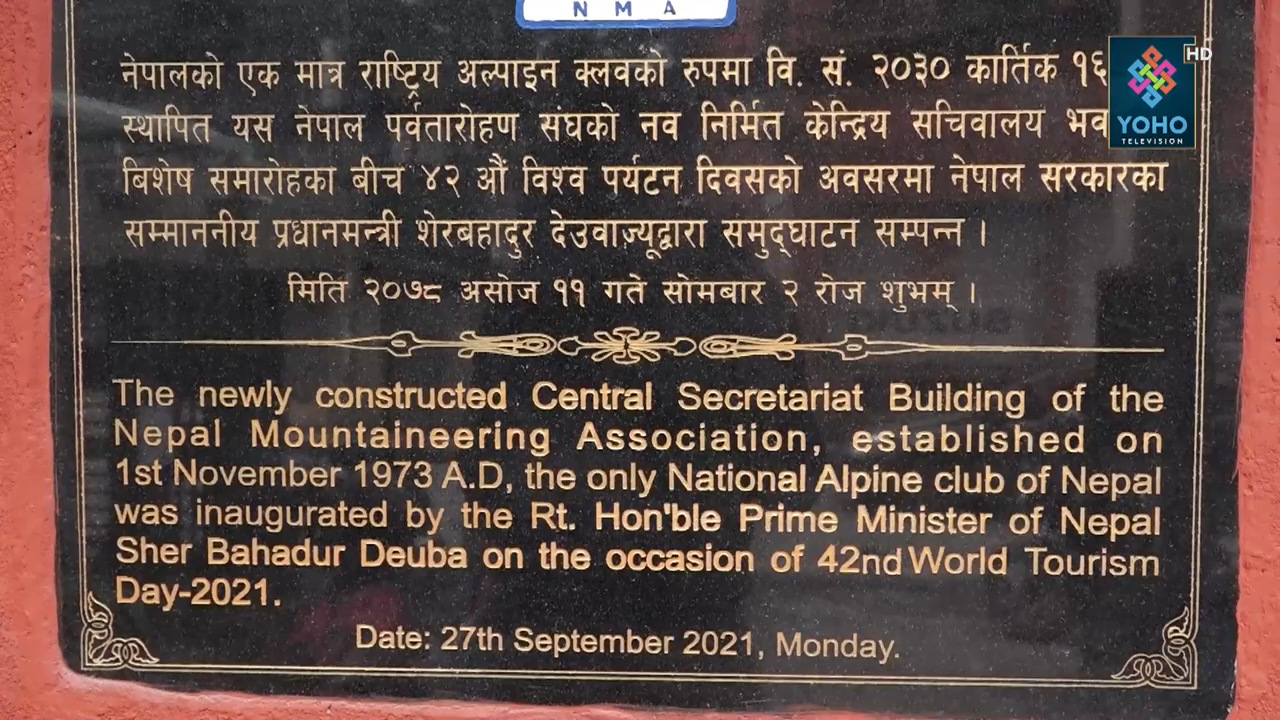 N M A
नेपालको एक मात्र राष्ट्रिय अल्पाइन क्लवको रुपमा वि. सं. २०३० कार्तिक १६
स्थापित यस नेपाल पर्वतारोहण संघको नव निर्मित केन्द्रिय सचिवालय भव
बिशेष समारोहका बीच ४२ औं विश्व पर्यटन दिवसको अवसरमा नेपाल सरकारका
सम्माननीय प्रधानमन्त्री शेरबहादुर देउवाज़्यूद्वारा समुद्घाटन सम्पन्न ।
मिति २०७८ असोज ११ गते सोमबार २ रोज शुभम् ।
The newly constructed Central Secretariat Building of the
Nepal Mountaineering Association, established on
1st November 1973 A.D, the only National Alpine club of Nepal
was inaugurated by the Rt. Hon'ble Prime Minister of Nepal
Sher Bahadur Deuba on the occasion of 42nd World Tourism
Day-2021.
Date: 27th September 2021, Monday.
HD
YOHO
TELEVISION